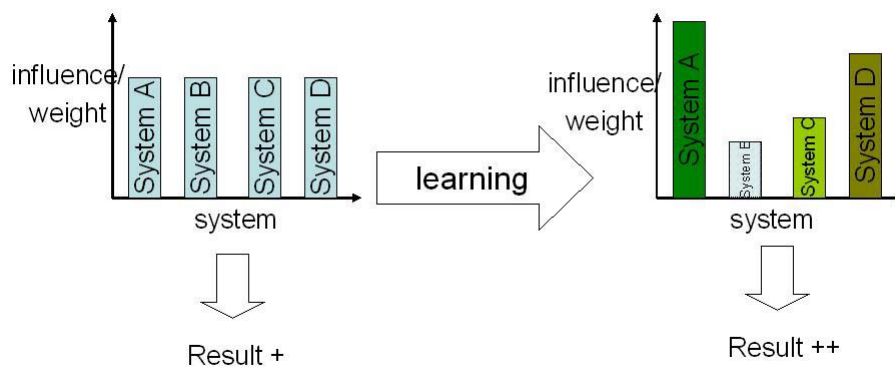 influence/
weight
System A
System B
System C
System D
system
Result +
learning
influence/
weight
System A
System B
System C
System D
system
Result ++